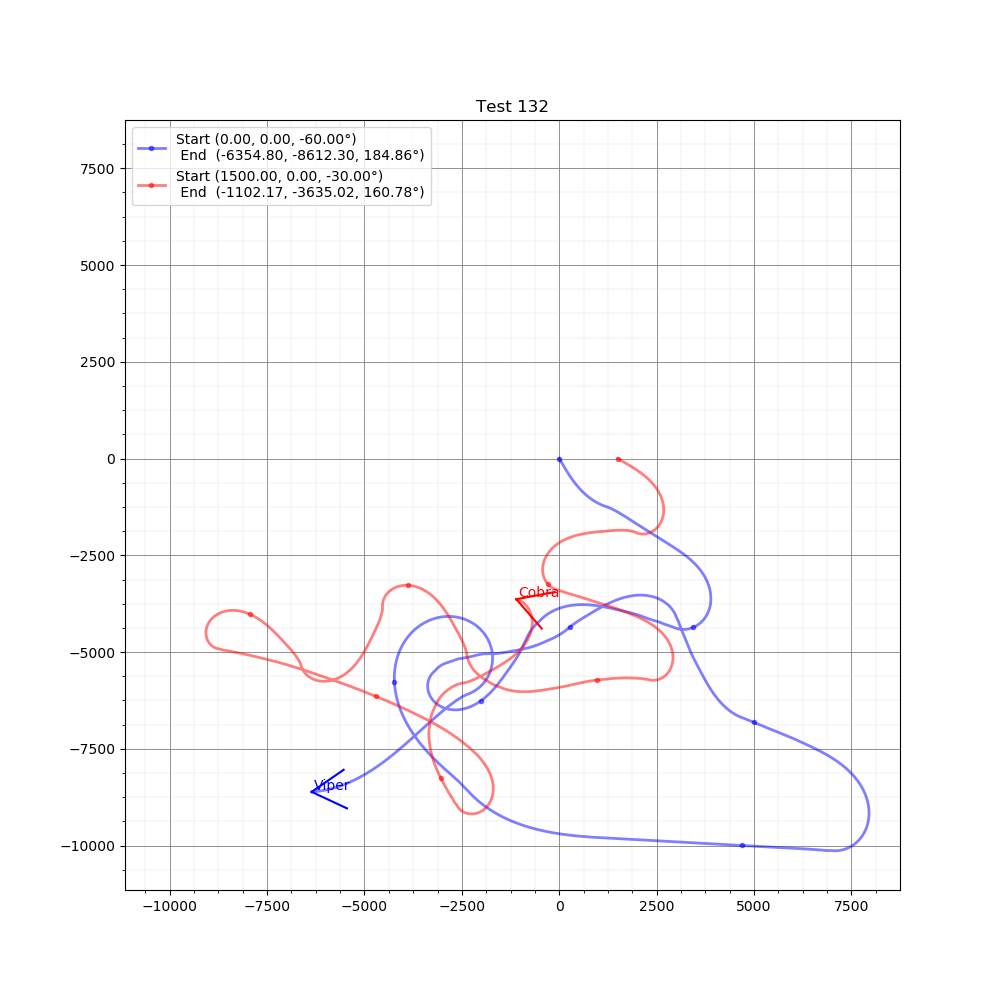 Test 132
Start (0.00, 0.00, -60.00°)
End  (-6354.80, -8612.30, 184.86°)
Start (1500.00, 0.00, -30.00°)
End  (-1102.17, -3635.02, 160.78°)
7500
5000
2500
0
−2500
−5000
−7500
−10000
Cobra
Viper
−10000 −7500 −5000 −2500 0 2500 5000 7500